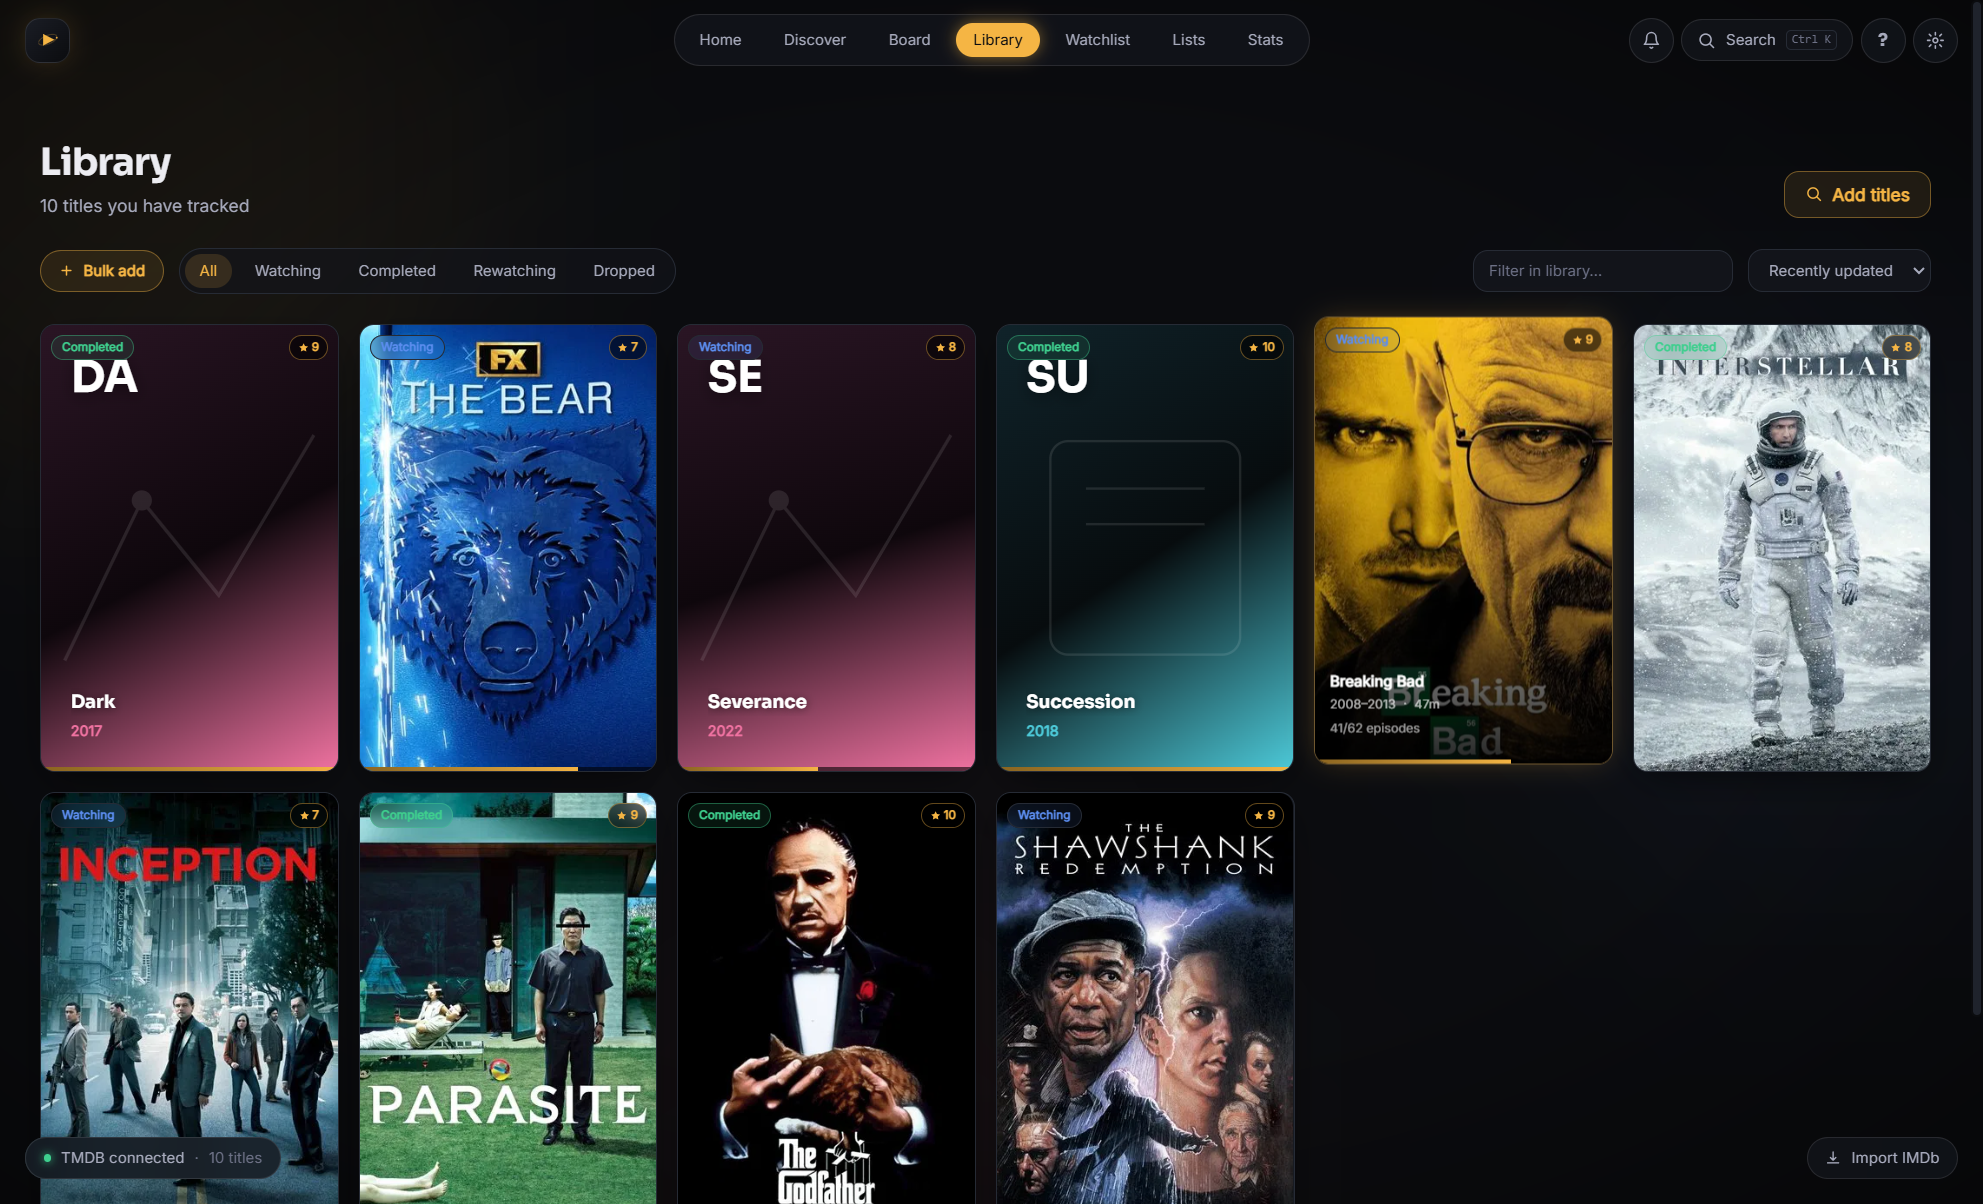 Home Discover Board Library Watchlist Lists Stats
Search Ctrl K ?
Library
10 titles you have tracked
Add titles
+ Bulk add
All Watching Completed Rewatching Dropped
Filter in library...
Recently updated
Completed ★ 9
DA
Dark
2017
Watching ★ 7
FX
THE BEAR
Watching ★ 8
SE
Severance
2022
Completed ★ 10
SU
Succession
2018
Watching ★ 9
Breaking Bad
2008–2013 47m
41/62 episodes
Breaking
Bad
Completed ★ 8
INTERSTELLAR
Watching ★ 7
INCEPTION
Completed ★ 9
PARASITE
Completed ★ 10
The
Godfather
Watching ★ 9
THE
SHAWSHANK
REDEMPTION
TMDB connected · 10 titles
Import IMDb